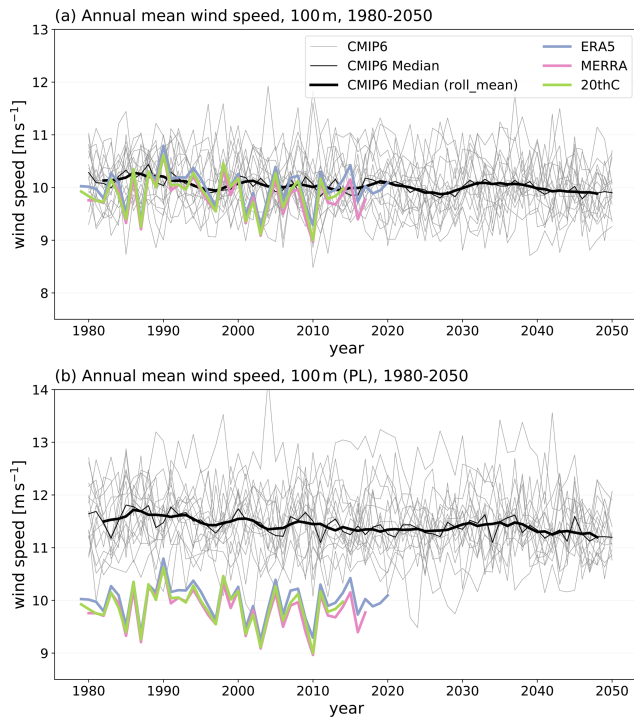 (a) Annual mean wind speed, 100 m, 1980-2050
13
12
11
10
9
8
wind speed [m s⁻¹]
CMIP6
CMIP6 Median
CMIP6 Median (roll_mean)
ERA5
MERRA
20thC
1980 1990 2000 2010 2020 2030 2040 2050
year
(b) Annual mean wind speed, 100 m (PL), 1980-2050
14
13
12
11
10
9
wind speed [m s⁻¹]
1980 1990 2000 2010 2020 2030 2040 2050
year